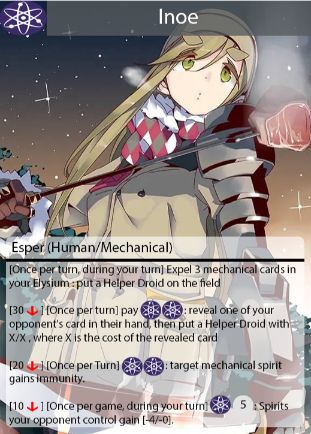 Inoe
Esper (Human/Mechanical)
[Once per turn, during your turn] Expel 3 mechanical cards in
your Elysium : put a Helper Droid on the field
[30 ] [Once per turn] pay : reveal one of your
opponent's card in their hand, then put a Helper Droid with
X/X , where X is the cost of the revealed card
[20 ] [Once per Turn] : target mechanical spirit
gains immunity.
[10 ] [Once per game, during your turn] 5 : Spirits
your opponent control gain [-4/-0].